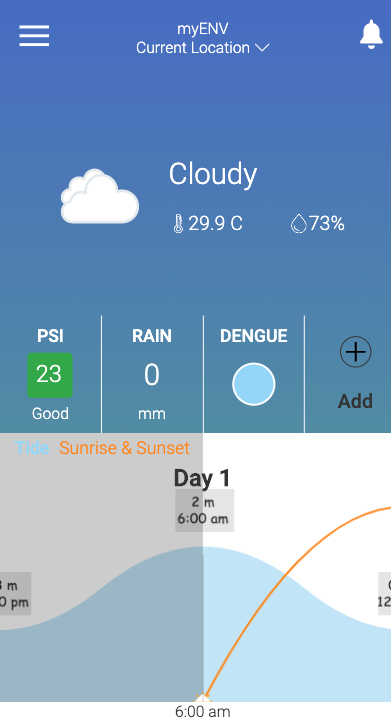 myENV
Current Location
Cloudy
29.9 C
73%
PSI
RAIN
DENGUE
23
0
Good
mm
Add
Tide
Sunrise & Sunset
Day 1
2 m
6:00 am
m
pm
6:00 am